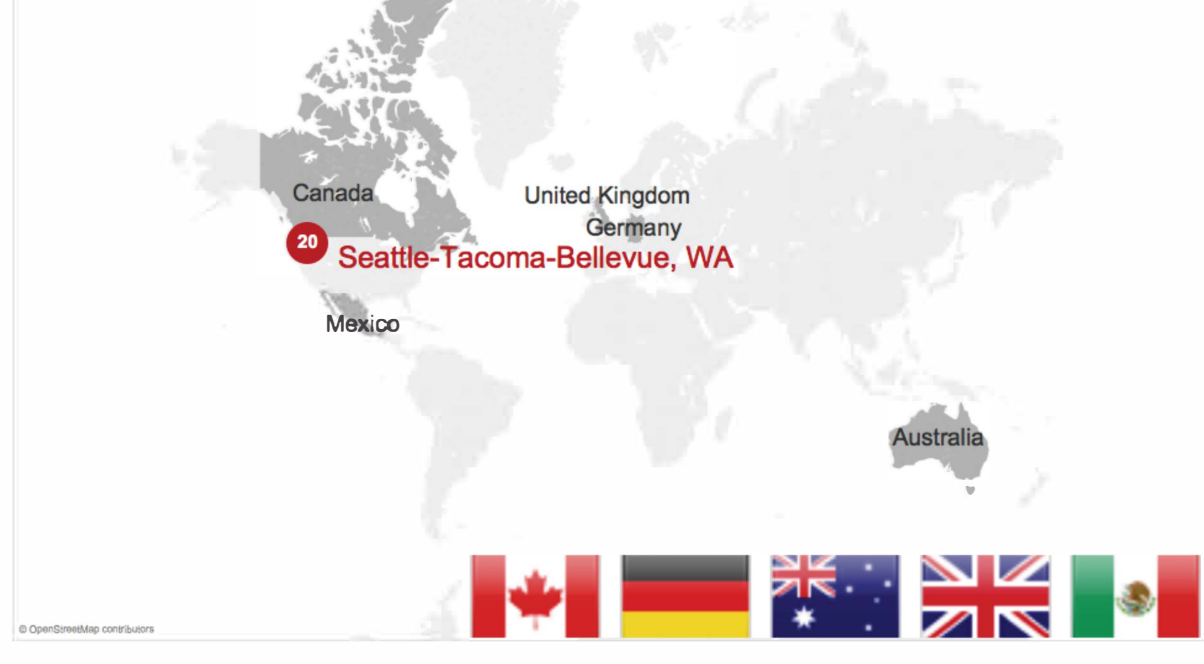 Canada
United Kingdom
Germany
20
Seattle-Tacoma-Bellevue, WA
Mexico
Australia
© OpenStreetMap contributors